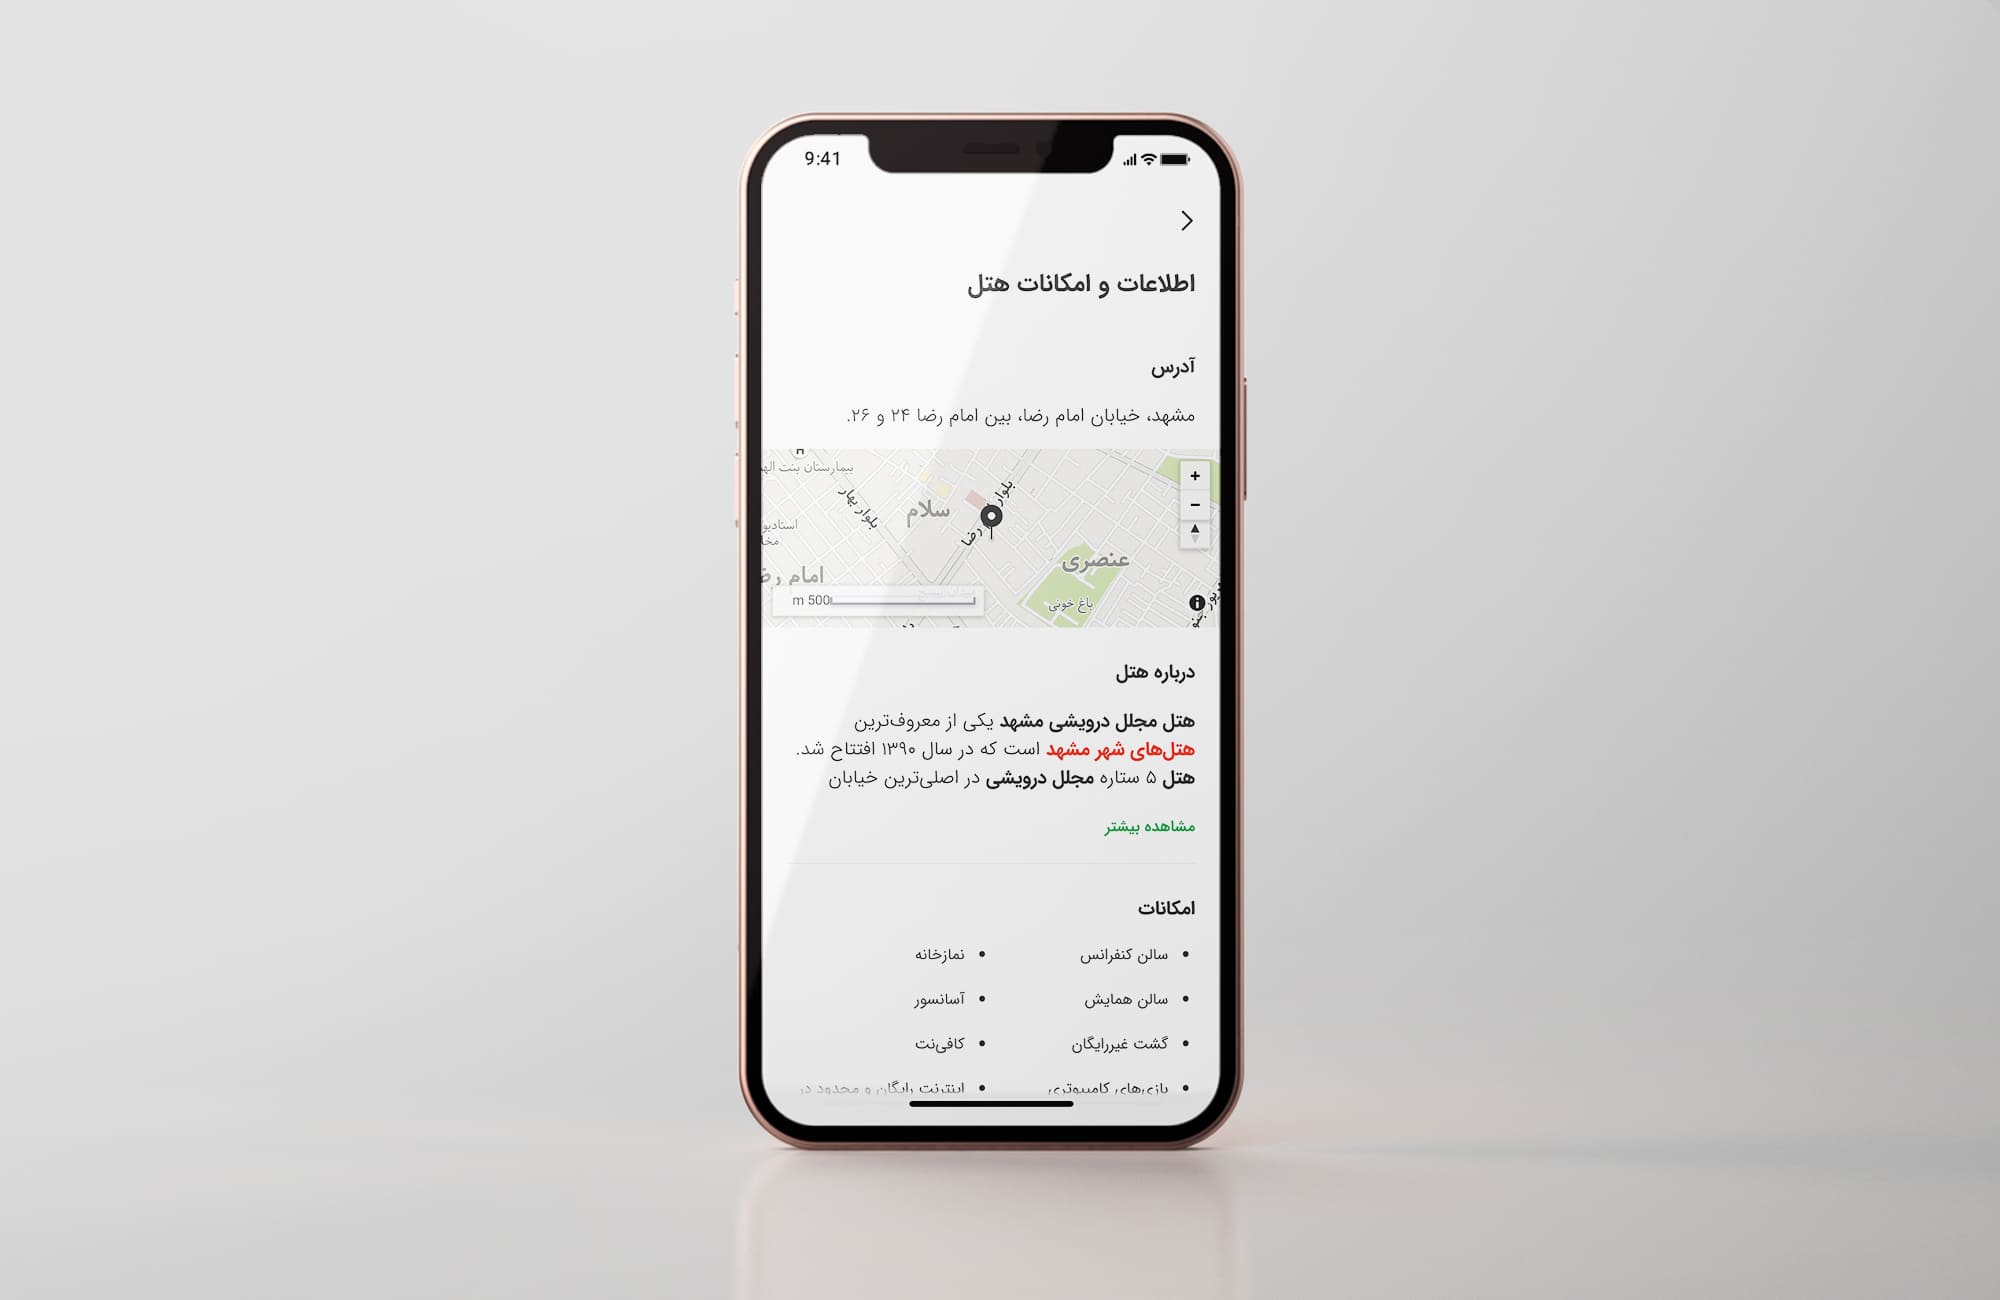 9:41
اطلاعات و امکانات هتل
آدرس
مشهد، خیابان امام رضا، بین امام رضا ۲۴ و ۲۶.
H
بیمارستان بنت
بلوار بهار
سلام
بلوار
رضا
عنصری
باغ خونی
امام
500 m
+
−
درباره هتل
هتل مجلل درویشی مشهد یکی از معروف‌ترین
هتل‌های شهر مشهد است که در سال ۱۳۹۰ افتتاح شد.
هتل ۵ ستاره مجلل درویشی در اصلی‌ترین خیابان
مشاهده بیشتر
امکانات
سالن کنفرانس
نمازخانه
سالن همایش
آسانسور
گشت غیررایگان
کافی‌نت
بازی‌های کامپیوتری
اینترنت رایگان و محدود در